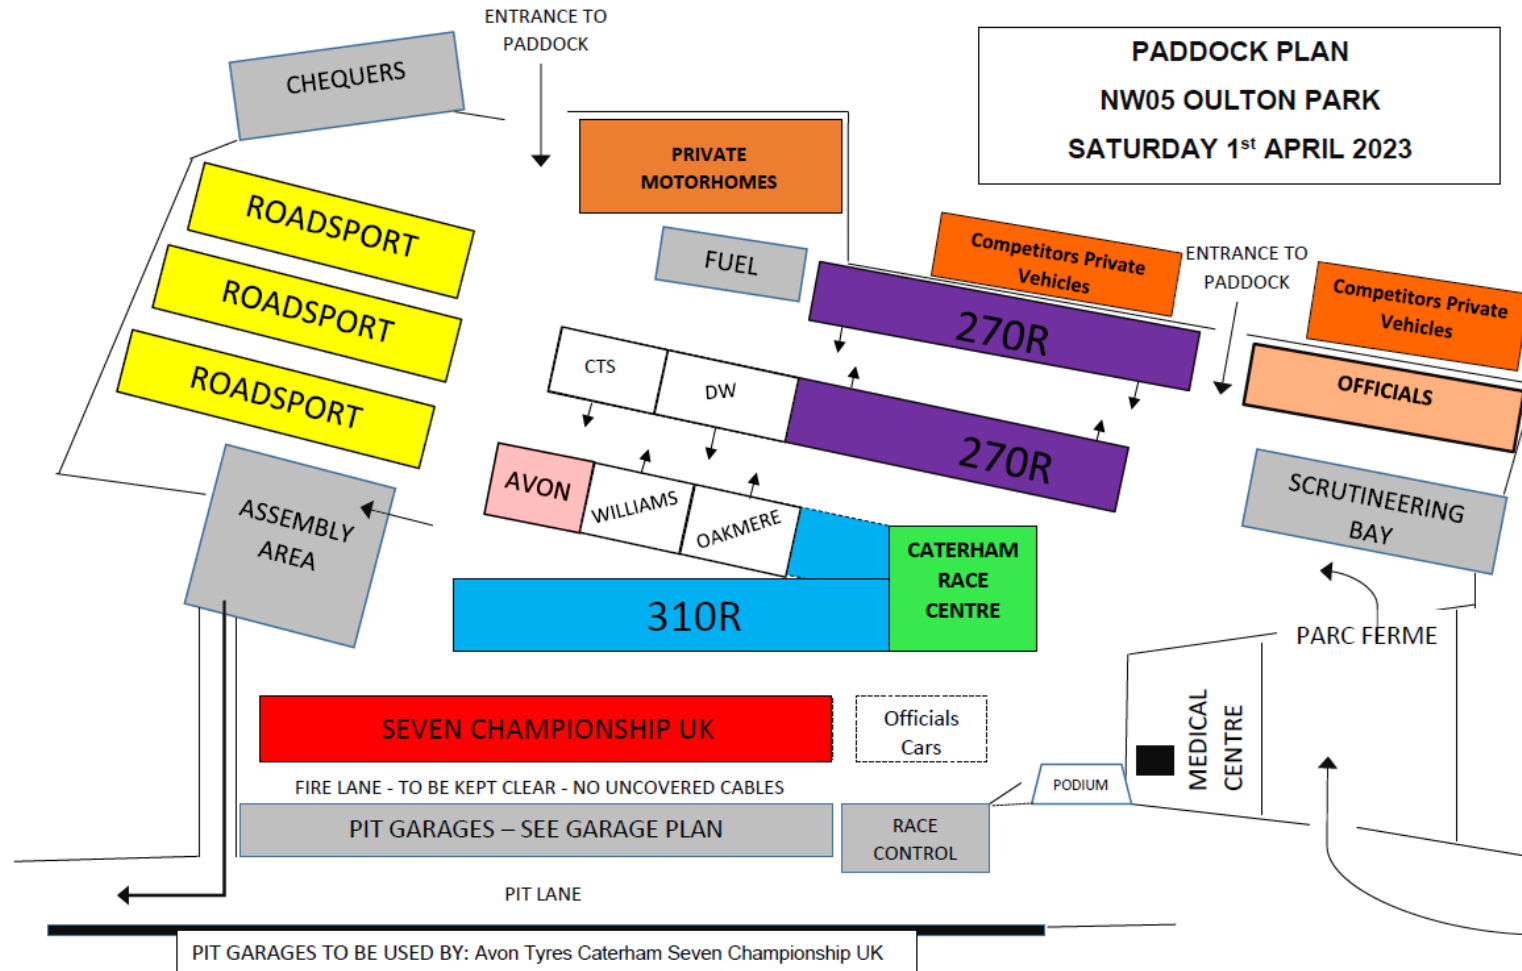 ENTRANCE TO
PADDOCK
PADDOCK PLAN
NW05 OULTON PARK
SATURDAY 1st APRIL 2023
CHEQUERS
PRIVATE
MOTORHOMES
ROADSPORT
FUEL
Competitors Private
Vehicles
ENTRANCE TO
PADDOCK
Competitors Private
Vehicles
ROADSPORT
270R
CTS
DW
OFFICIALS
ROADSPORT
270R
AVON
WILLIAMS
OAKMERE
SCRUTINEERING
BAY
ASSEMBLY
AREA
CATERHAM
RACE
CENTRE
310R
PARC FERME
SEVEN CHAMPIONSHIP UK
Officials
Cars
MEDICAL
CENTRE
FIRE LANE - TO BE KEPT CLEAR - NO UNCOVERED CABLES
PODIUM
PIT GARAGES – SEE GARAGE PLAN
RACE
CONTROL
PIT LANE
PIT GARAGES TO BE USED BY: Avon Tyres Caterham Seven Championship UK